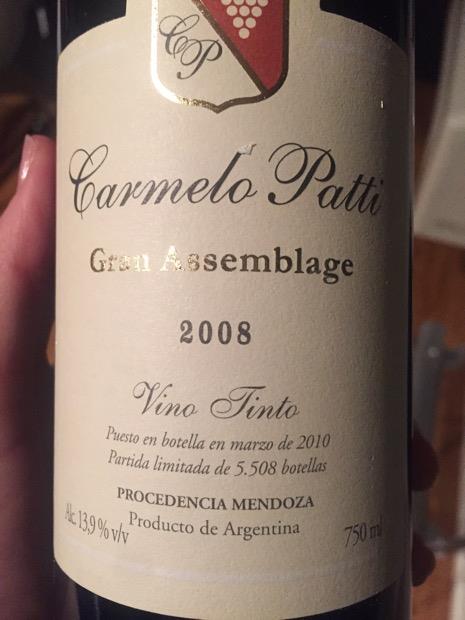 CP
Carmelo Patti
Gran Assemblage
2008
Vino Tinto
Puesto en botella en marzo de 2010
Partida limitada de 5.508 botellas
PROCEDENCIA MENDOZA
Alc. 13,9 % v/v Producto de Argentina 750 ml